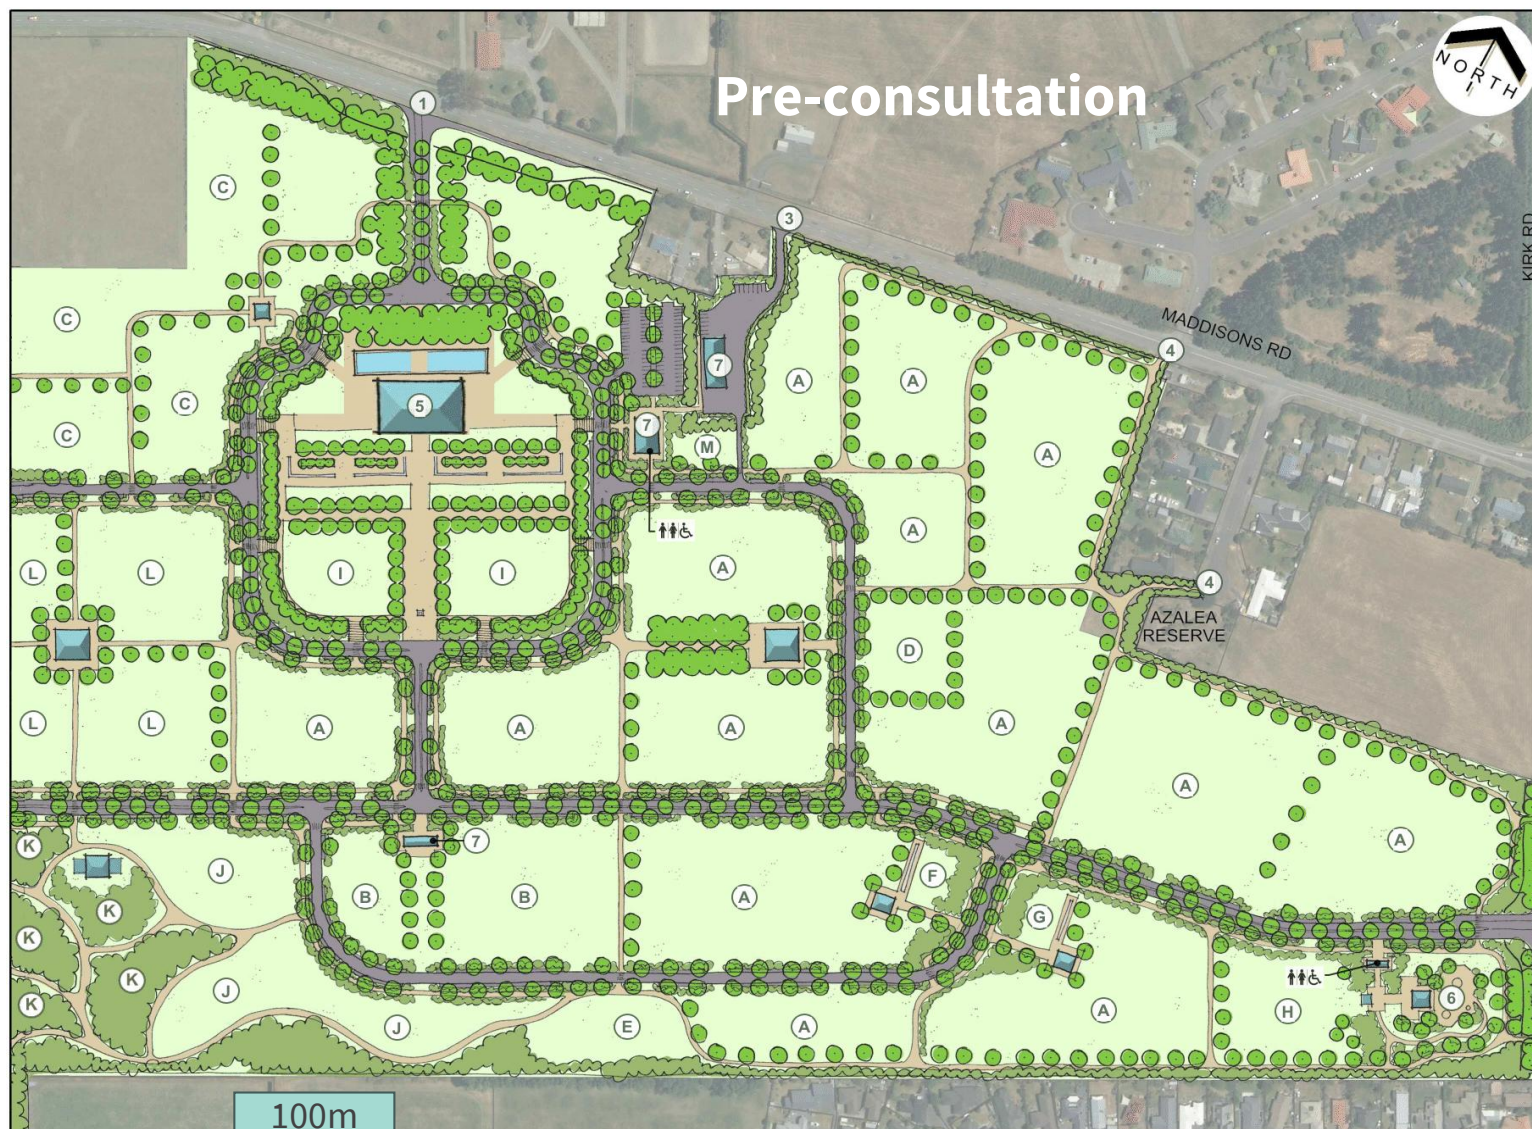 Pre-consultation
NORTH
1
C
3
KIRK RD
C
MADDISONS RD
4
7
A
A
C
5
7
C
M
A
A
I
I
L
L
A
4
AZALEA
RESERVE
D
L
L
A
A
A
A
A
A
7
K
J
K
B
B
A
F
G
K
K
J
K
J
E
A
A
H
6
100m